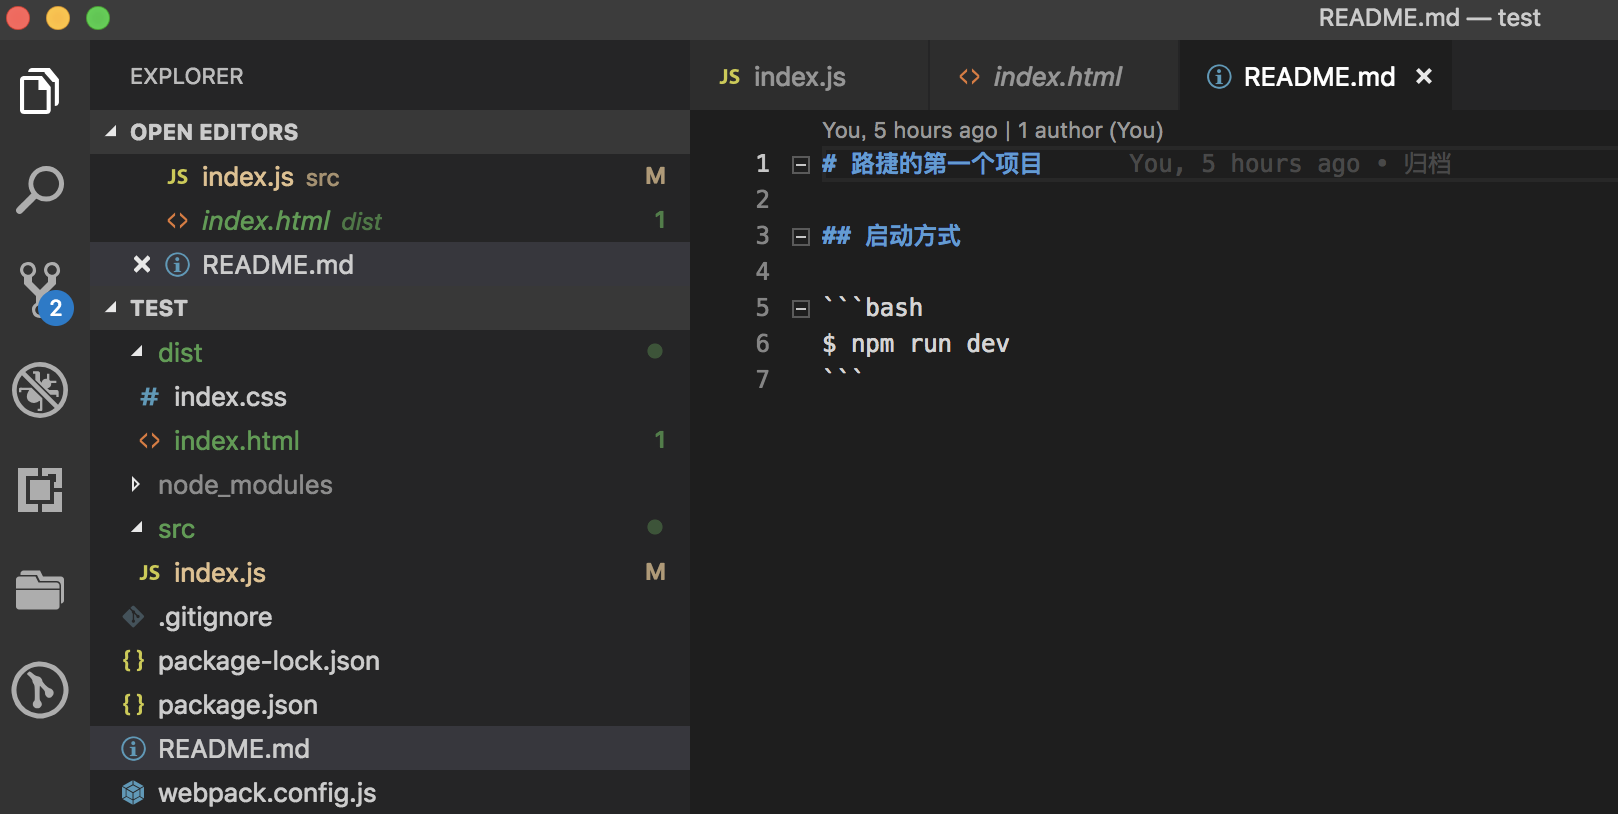 README.md — test
EXPLORER
OPEN EDITORS
JS index.js src M
<> index.html dist 1
README.md
TEST
dist
# index.css
<> index.html 1
node_modules
src
JS index.js M
.gitignore
{} package-lock.json
{} package.json
README.md
webpack.config.js
2
JS index.js
<> index.html
README.md
You, 5 hours ago | 1 author (You)
1 # 路捷的第一个项目 You, 5 hours ago • 归档
2
3 ## 启动方式
4
5 ```bash
6 $ npm run dev
7 ```